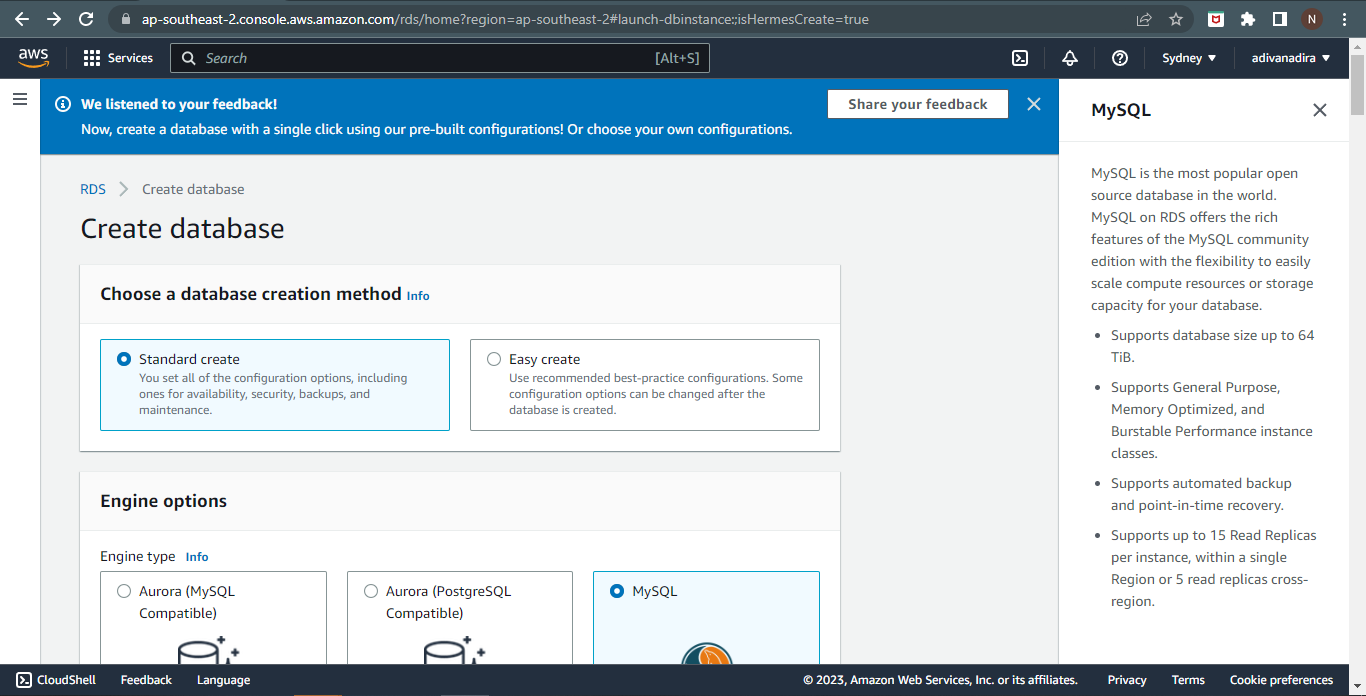 ap-southeast-2.console.aws.amazon.com/rds/home?region=ap-southeast-2#launch-dbinstance:;isHermesCreate=true
N
aws
Services
Search
[Alt+S]
Sydney ▼
adivanadira ▼
We listened to your feedback!
Now, create a database with a single click using our pre-built configurations! Or choose your own configurations.
Share your feedback
RDS > Create database
Create database
Choose a database creation method Info
Standard create
You set all of the configuration options, including
ones for availability, security, backups, and
maintenance.
Easy create
Use recommended best-practice configurations. Some
configuration options can be changed after the
database is created.
Engine options
Engine type Info
Aurora (MySQL
Compatible)
Aurora (PostgreSQL
Compatible)
MySQL
MySQL
MySQL is the most popular open
source database in the world.
MySQL on RDS offers the rich
features of the MySQL community
edition with the flexibility to easily
scale compute resources or storage
capacity for your database.
• Supports database size up to 64
TiB.
• Supports General Purpose,
Memory Optimized, and
Burstable Performance instance
classes.
• Supports automated backup
and point-in-time recovery.
• Supports up to 15 Read Replicas
per instance, within a single
Region or 5 read replicas cross-
region.
CloudShell
Feedback
Language
© 2023, Amazon Web Services, Inc. or its affiliates.
Privacy
Terms
Cookie preferences